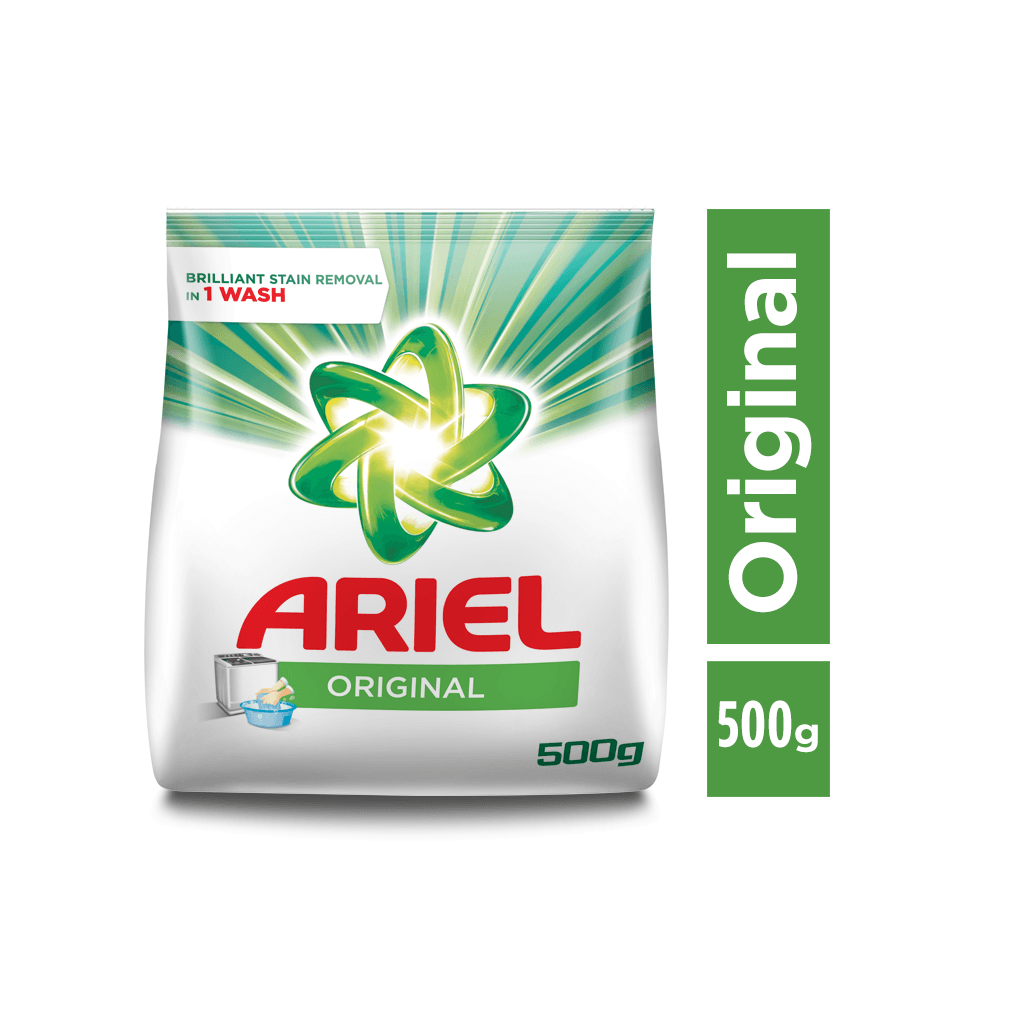 BRILLIANT STAIN REMOVAL
IN 1 WASH
ARIEL
ORIGINAL
500g
Original
500g